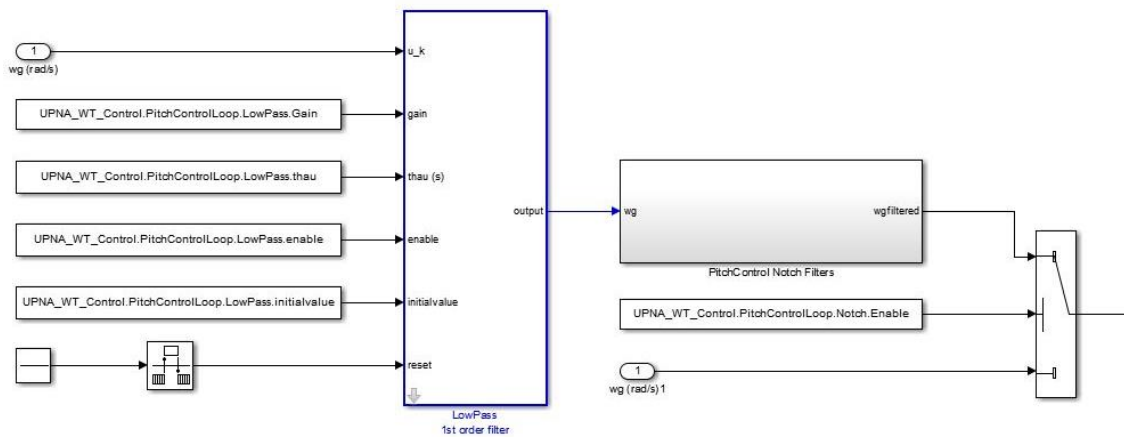 1
wg (rad/s)
u_k
UPNA_WT_Control.PitchControlLoop.LowPass.Gain
gain
UPNA_WT_Control.PitchControlLoop.LowPass.thau
thau (s)
UPNA_WT_Control.PitchControlLoop.LowPass.enable
enable
UPNA_WT_Control.PitchControlLoop.LowPass.initialvalue
initialvalue
reset
output
LowPass
1st order filter
wg
wgfiltered
PitchControl Notch Filters
UPNA_WT_Control.PitchControlLoop.Notch.Enable
1
wg (rad/s)1